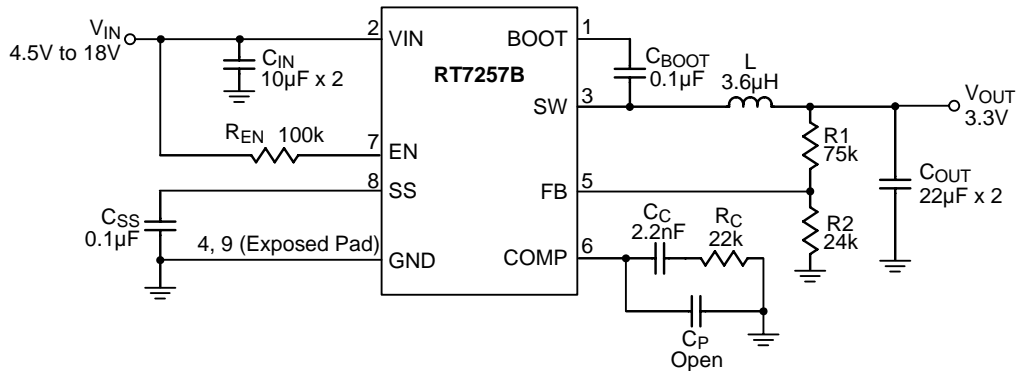 VIN
4.5V to 18V
CIN
10µF x 2
REN 100k
CSS
0.1µF
4, 9 (Exposed Pad)
2
7
8
VIN
EN
SS
GND
RT7257B
BOOT
SW
FB
COMP
1
3
5
6
CBOOT
0.1µF
L
3.6µH
VOUT
3.3V
R1
75k
R2
24k
COUT
22µF x 2
CC
2.2nF
RC
22k
CP
Open